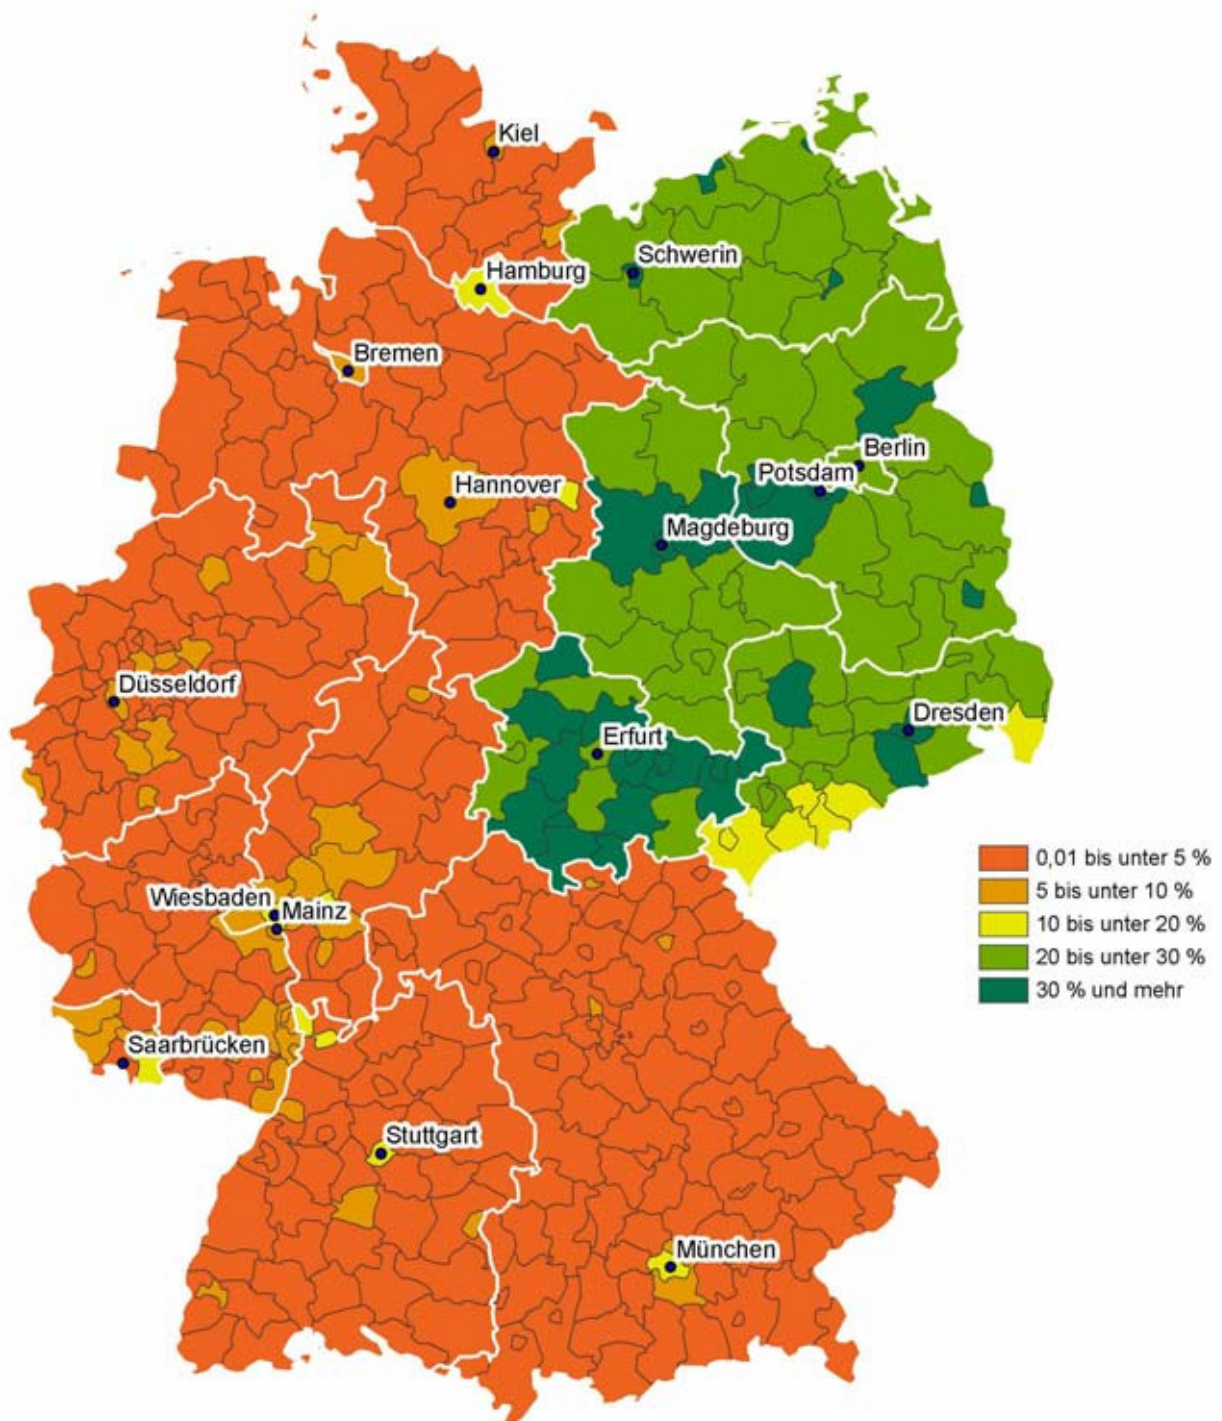 Kiel
Schwerin
Hamburg
Bremen
Berlin
Potsdam
Hannover
Magdeburg
Düsseldorf
Dresden
Erfurt
0,01 bis unter 5 %
5 bis unter 10 %
10 bis unter 20 %
20 bis unter 30 %
30 % und mehr
Wiesbaden
Mainz
Saarbrücken
Stuttgart
München